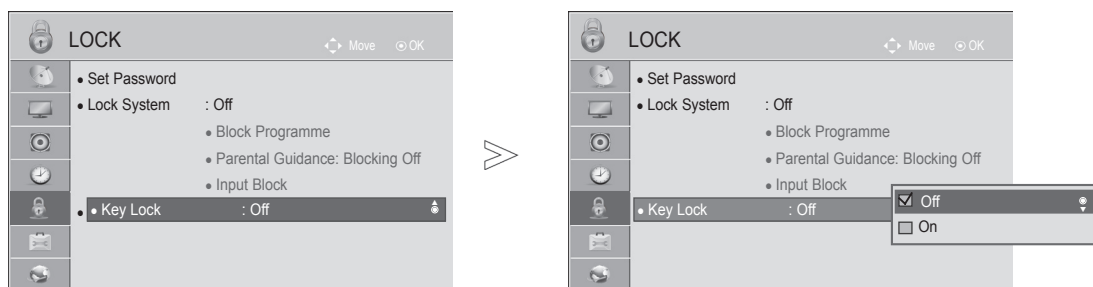 LOCK
Move OK
• Set Password
• Lock System : Off
• Block Programme
• Parental Guidance: Blocking Off
• Input Block
• • Key Lock : Off
LOCK
Move OK
• Set Password
• Lock System : Off
• Block Programme
• Parental Guidance: Blocking Off
• Input Block
• Key Lock : Off
Off
On